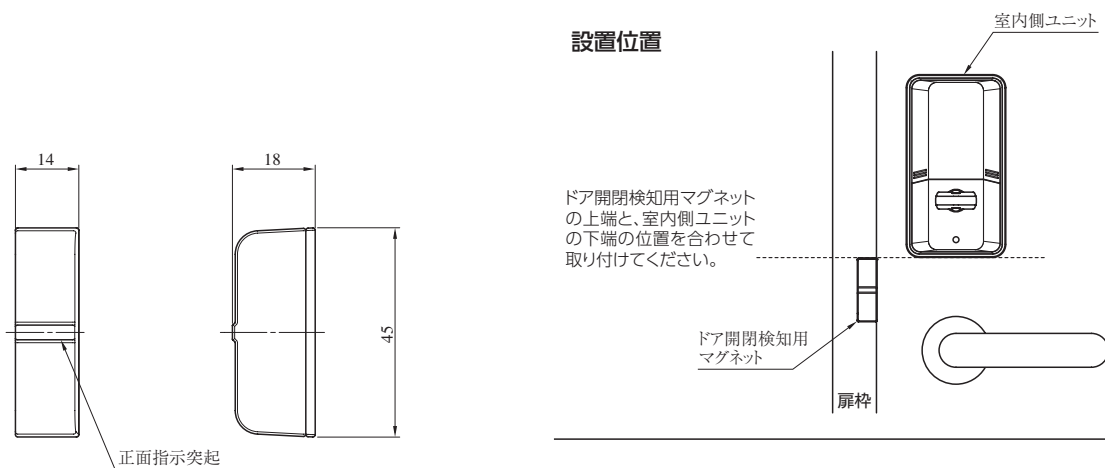 14
18
45
正面指示突起
設置位置
室内側ユニット
ドア開閉検知用マグネット
の上端と、室内側ユニット
の下端の位置を合わせて
取り付けてください。
ドア開閉検知用
マグネット
扉枠